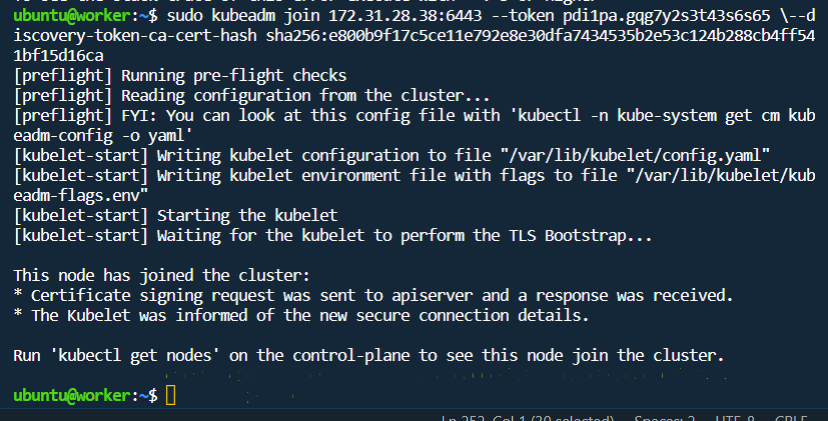 ubuntu@worker:~$ sudo kubeadm join 172.31.28.38:6443 --token pdi1pa.gqg7y2s3t43s6s65 \--d
iscovery-token-ca-cert-hash sha256:e800b9f17c5ce11e792e8e30dfa7434535b2e53c124b288cb4ff54
1bf15d16ca
[preflight] Running pre-flight checks
[preflight] Reading configuration from the cluster...
[preflight] FYI: You can look at this config file with 'kubectl -n kube-system get cm kub
eadm-config -o yaml'
[kubelet-start] Writing kubelet configuration to file "/var/lib/kubelet/config.yaml"
[kubelet-start] Writing kubelet environment file with flags to file "/var/lib/kubelet/kub
eadm-flags.env"
[kubelet-start] Starting the kubelet
[kubelet-start] Waiting for the kubelet to perform the TLS Bootstrap...
This node has joined the cluster:
* Certificate signing request was sent to apiserver and a response was received.
* The Kubelet was informed of the new secure connection details.
Run 'kubectl get nodes' on the control-plane to see this node join the cluster.
ubuntu@worker:~$